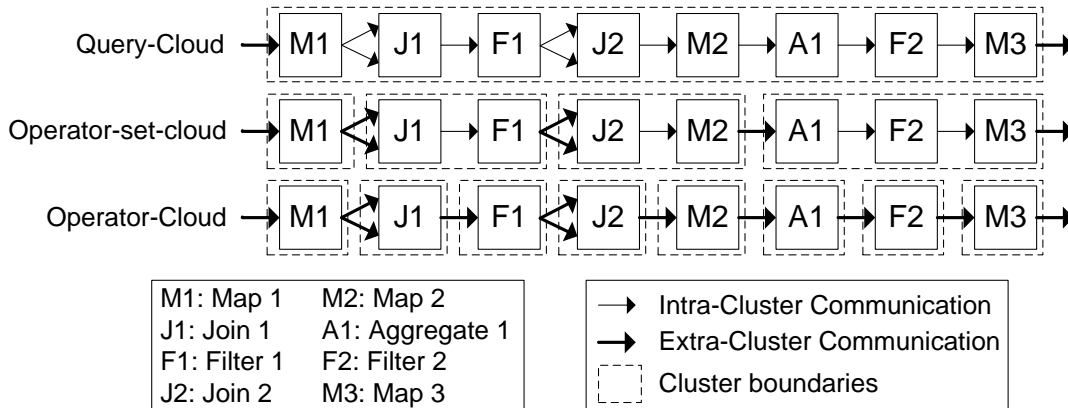 Query-Cloud M1 J1 F1 J2 M2 A1 F2 M3
Operator-set-cloud M1 J1 F1 J2 M2 A1 F2 M3
Operator-Cloud M1 J1 F1 J2 M2 A1 F2 M3
M1: Map 1 M2: Map 2
J1: Join 1 A1: Aggregate 1
F1: Filter 1 F2: Filter 2
J2: Join 2 M3: Map 3
Intra-Cluster Communication
Extra-Cluster Communication
Cluster boundaries